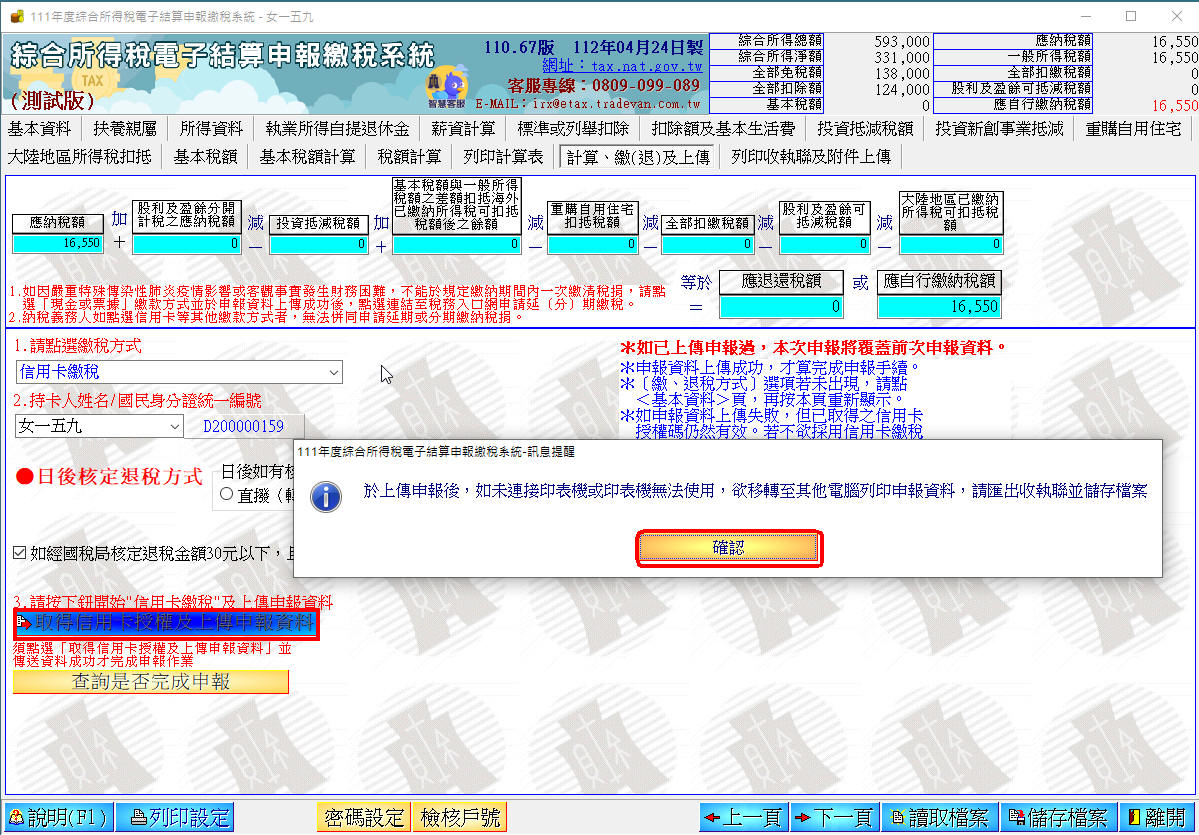 111年度綜合所得稅電子結算申報繳稅系統 - 女一五九
綜合所得稅電子結算申報繳稅系統
TAX
(測試版)
110.67版 112年04月24日製
網址：tax.nat.gov.tw
客服專線：0809-099-089
E-MAIL：irx@etax.tradevan.com.tw
智慧客服
綜合所得總額 593,000 應納稅額 16,550
綜合所得淨額 331,000 一般所得稅額 16,550
全部免稅額 138,000 全部扣繳稅額 0
全部扣除額 124,000 股利及盈餘可抵減稅額 0
基本稅額 0 應自行繳納稅額 16,550
基本資料 扶養親屬 所得資料 執業所得自提退休金 薪資計算 標準或列舉扣除 扣除額及基本生活費 投資抵減稅額 投資新創事業抵減 重購自用住宅
大陸地區所得稅扣抵 基本稅額 基本稅額計算 稅額計算 列印計算表 計算、繳(退)及上傳 列印收執聯及附件上傳
應納稅額
16,550
加
＋
股利及盈餘分開
計稅之應納稅額
0
減
－
投資抵減稅額
0
加
＋
基本稅額與一般所得
稅額之差額扣抵海外
已繳納所得稅可扣抵
稅額後之餘額
0
減
－
重購自用住宅
扣抵稅額
0
減
－
全部扣繳稅額
0
減
－
股利及盈餘可
抵減稅額
0
減
－
大陸地區已繳納
所得稅可扣抵稅
額
0
1.如因嚴重特殊傳染性肺炎疫情影響或客觀事實發生財務困難，不能於規定繳納期間內一次繳清稅捐，請點
選「現金或票據」繳款方式並於申報資料上傳成功後，點選連結至稅務入口網申請延（分）期繳稅。
2.納稅義務人如點選信用卡等其他繳款方式者，無法併同申請延期或分期繳納稅捐。
等於
＝
應退還稅額
0
或
應自行繳納稅額
16,550
1.請點選繳稅方式
信用卡繳稅
2.持卡人姓名/國民身分證統一編號
女一五九 D200000159
＊如已上傳申報過，本次申報將覆蓋前次申報資料。
＊申報資料上傳成功，才算完成申報手續。
＊〔繳、退稅方式〕選項若未出現，請點
＜基本資料＞頁，再按本頁重新顯示。
＊如申報資料上傳失敗，但已取得之信用卡
授權碼仍然有效。若不欲採用信用卡繳稅
●日後核定退稅方式
日後如有核
直撥（轉
如經國稅局核定退稅金額30元以下，
111年度綜合所得稅電子結算申報繳稅系統-訊息提醒
於上傳申報後，如未連接印表機或印表機無法使用，欲移轉至其他電腦列印申報資料，請匯出收執聯並儲存檔案
確認
3.請按下鈕開始"信用卡繳稅"及上傳申報資料
取得信用卡授權及上傳申報資料
須點選「取得信用卡授權及上傳申報資料」並
傳送資料成功才完成申報作業
查詢是否完成申報
說明(F1) 列印設定 密碼設定 檢核戶號 上一頁 下一頁 讀取檔案 儲存檔案 離開